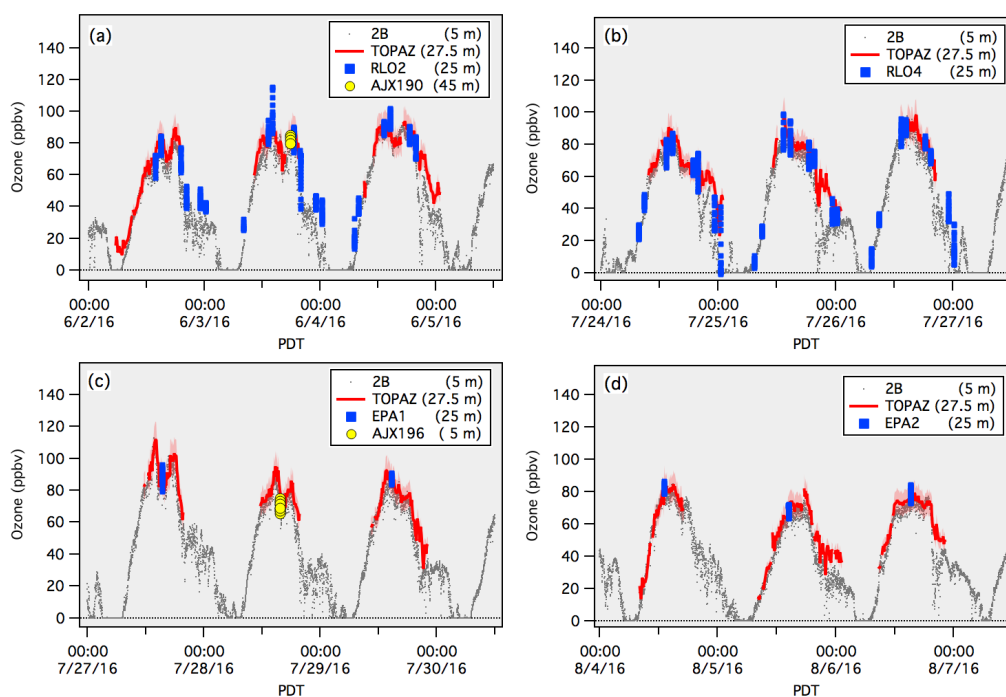 (a)
2B (5 m)
TOPAZ (27.5 m)
RLO2 (25 m)
AJX190 (45 m)
Ozone (ppbv)
140
120
100
80
60
40
20
0
00:00 00:00 00:00 00:00
6/2/16 6/3/16 6/4/16 6/5/16
PDT
(b)
2B (5 m)
TOPAZ (27.5 m)
RLO4 (25 m)
Ozone (ppbv)
140
120
100
80
60
40
20
0
00:00 00:00 00:00 00:00
7/24/16 7/25/16 7/26/16 7/27/16
PDT
(c)
2B (5 m)
TOPAZ (27.5 m)
EPA1 (25 m)
AJX196 ( 5 m)
Ozone (ppbv)
140
120
100
80
60
40
20
0
00:00 00:00 00:00 00:00
7/27/16 7/28/16 7/29/16 7/30/16
PDT
(d)
2B (5 m)
TOPAZ (27.5 m)
EPA2 (25 m)
Ozone (ppbv)
140
120
100
80
60
40
20
0
00:00 00:00 00:00 00:00
8/4/16 8/5/16 8/6/16 8/7/16
PDT